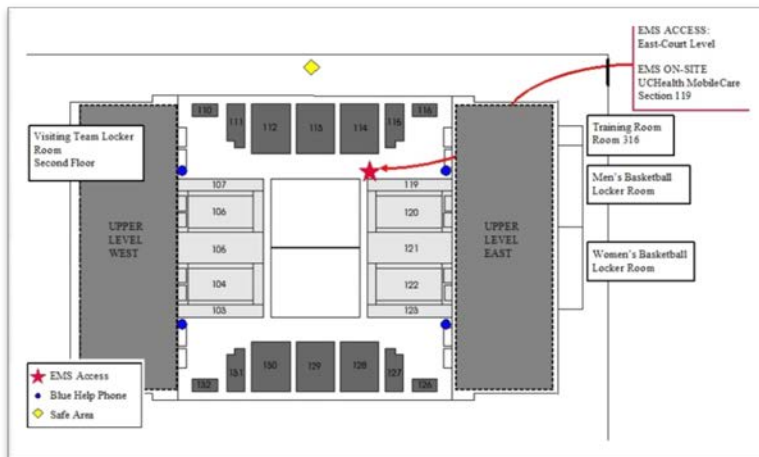 EMS ACCESS:
East-Court Level
EMS ON-SITE
UCHealth MobileCare
Section 119
110
111
112
113
114
115
116
Visiting Team Locker
Room
Second Floor
Training Room
Room 316
Men's Basketball
Locker Room
Women's Basketball
Locker Room
107
106
106
104
103
119
120
121
122
123
UPPER
LEVEL
WEST
UPPER
LEVEL
EAST
132
131
130
129
128
127
126
EMS Access
Blue Help Phone
Safe Area